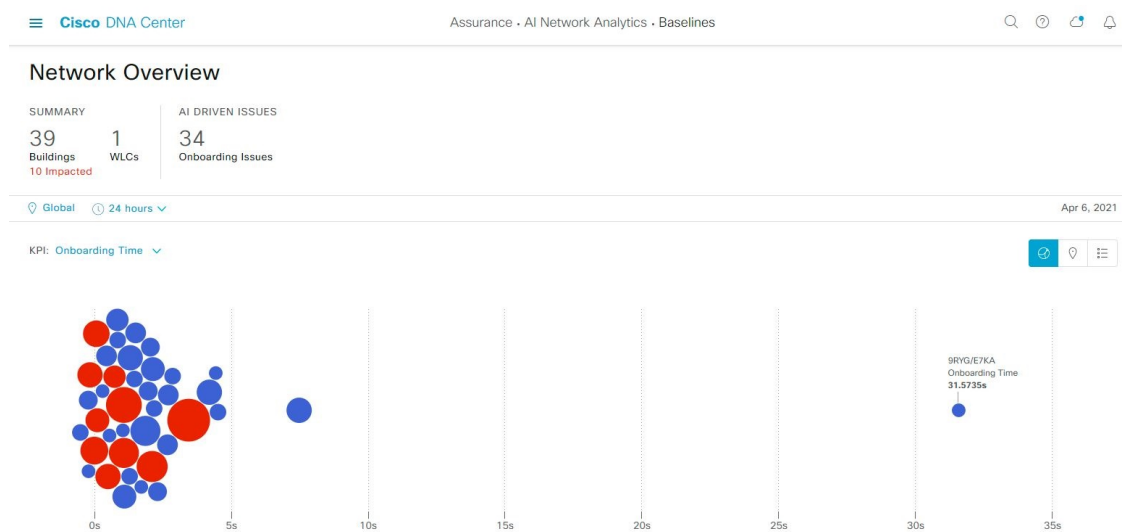 Cisco DNA Center
Assurance · AI Network Analytics · Baselines
Network Overview
SUMMARY
AI DRIVEN ISSUES
39
1
34
Buildings
WLCs
Onboarding Issues
10 Impacted
Global
24 hours
Apr 6, 2021
KPI: Onboarding Time
9RYG/E7KA
Onboarding Time
31.5735s
0s
5s
10s
15s
20s
25s
30s
35s